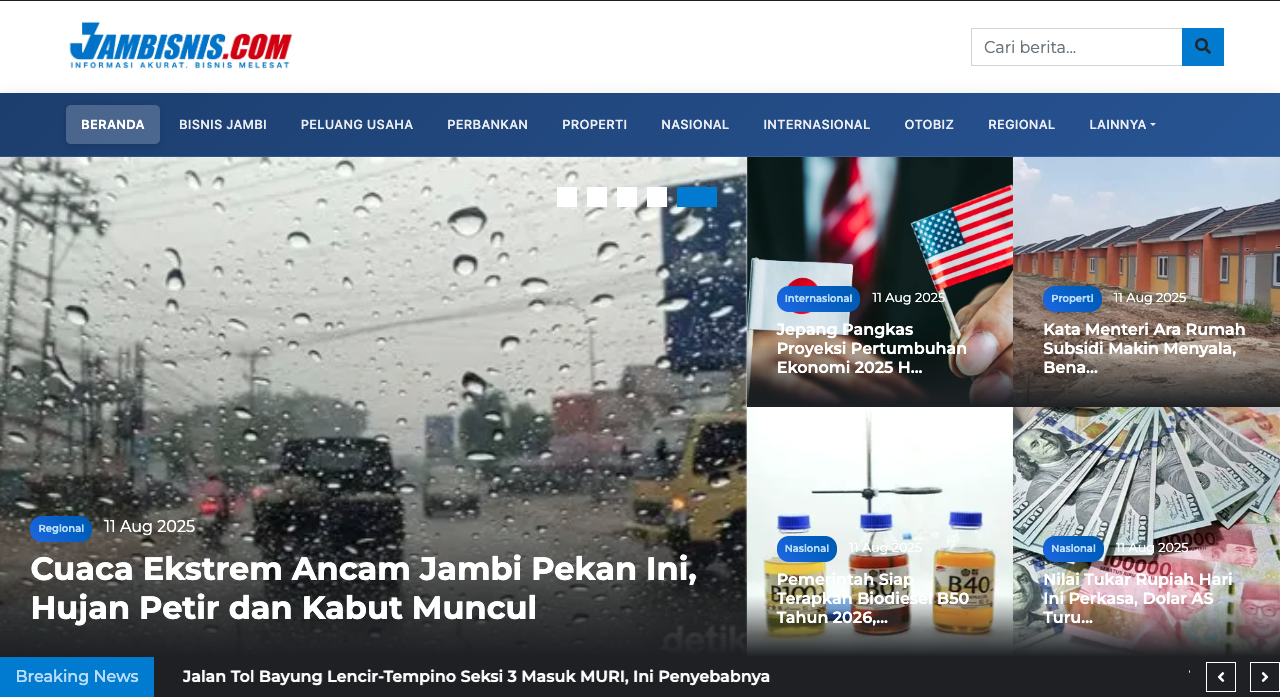 JAMBISNIS.COM
INFORMASI AKURAT. BISNIS MELESAT
Cari berita...
BERANDA BISNIS JAMBI PELUANG USAHA PERBANKAN PROPERTI NASIONAL INTERNASIONAL OTOBIZ REGIONAL LAINNYA
Regional 11 Aug 2025
Cuaca Ekstrem Ancam Jambi Pekan Ini,
Hujan Petir dan Kabut Muncul
detik
Internasional 11 Aug 2025
Jepang Pangkas
Proyeksi Pertumbuhan
Ekonomi 2025 H...
Properti 11 Aug 2025
Kata Menteri Ara Rumah
Subsidi Makin Menyala,
Bena...
Nasional 11 Aug 2025
Pemerintah Siap
Terapkan Biodiesel B50
Tahun 2026,...
B40
Nasional 11 Aug 2025
Nilai Tukar Rupiah Hari
Ini Perkasa, Dolar AS
Turu...
100000
Breaking News
Jalan Tol Bayung Lencir-Tempino Seksi 3 Masuk MURI, Ini Penyebabnya